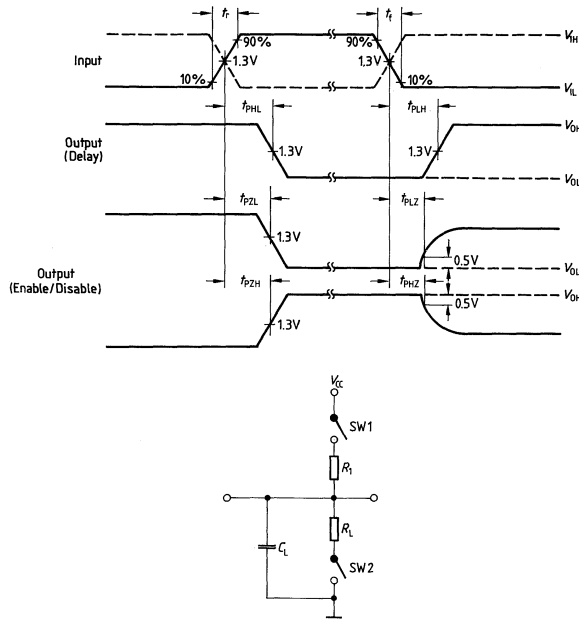 tr
tf
VIH
90%
90%
Input
1.3V
1.3V
10%
10%
VIL
tPHL
tPLH
VOH
Output
(Delay)
1.3V
1.3V
VOL
tPZL
tPLZ
1.3V
0.5V
VOL
Output
(Enable/Disable)
tPZH
tPHZ
VOH
0.5V
1.3V
VCC
SW1
R1
RL
CL
SW2